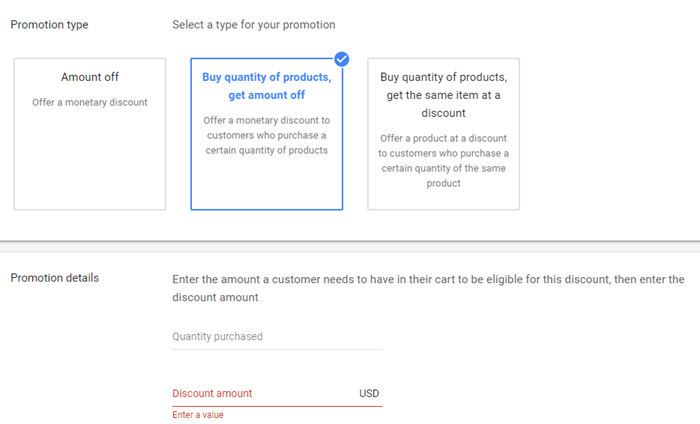 Promotion type
Select a type for your promotion
Amount off
Offer a monetary discount
Buy quantity of products,
get amount off
Offer a monetary discount to
customers who purchase a
certain quantity of products
Buy quantity of products,
get the same item at a
discount
Offer a product at a discount
to customers who purchase a
certain quantity of the same
product
Promotion details
Enter the amount a customer needs to have in their cart to be eligible for this discount, then enter the
discount amount
Quantity purchased
Discount amount USD
Enter a value